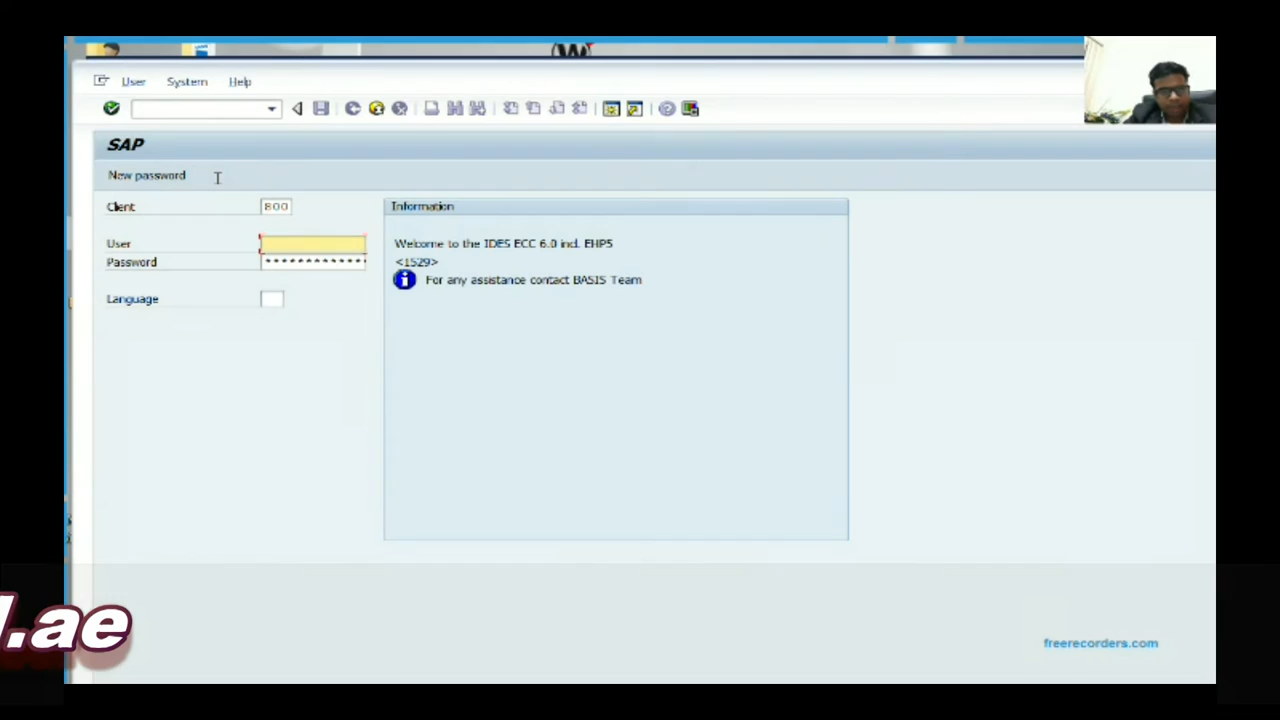 User System Help
SAP
New password
Client 800
Information
User
Welcome to the IDES ECC 6.0 incl. EHP5
Password ************
<1529>
For any assistance contact BASIS Team
Language
.ae
freerecorders.com